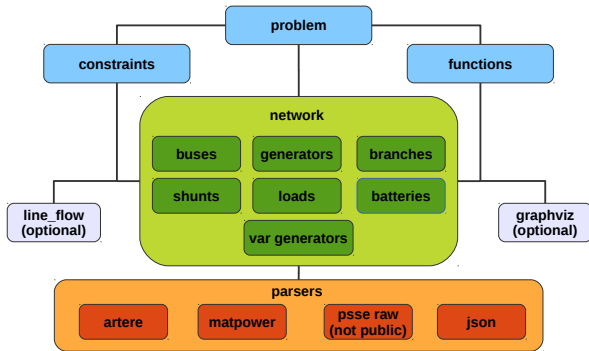 problem
constraints
functions
network
buses
generators
branches
shunts
loads
batteries
var generators
line_flow
(optional)
graphviz
(optional)
parsers
artere
matpower
psse raw
(not public)
json